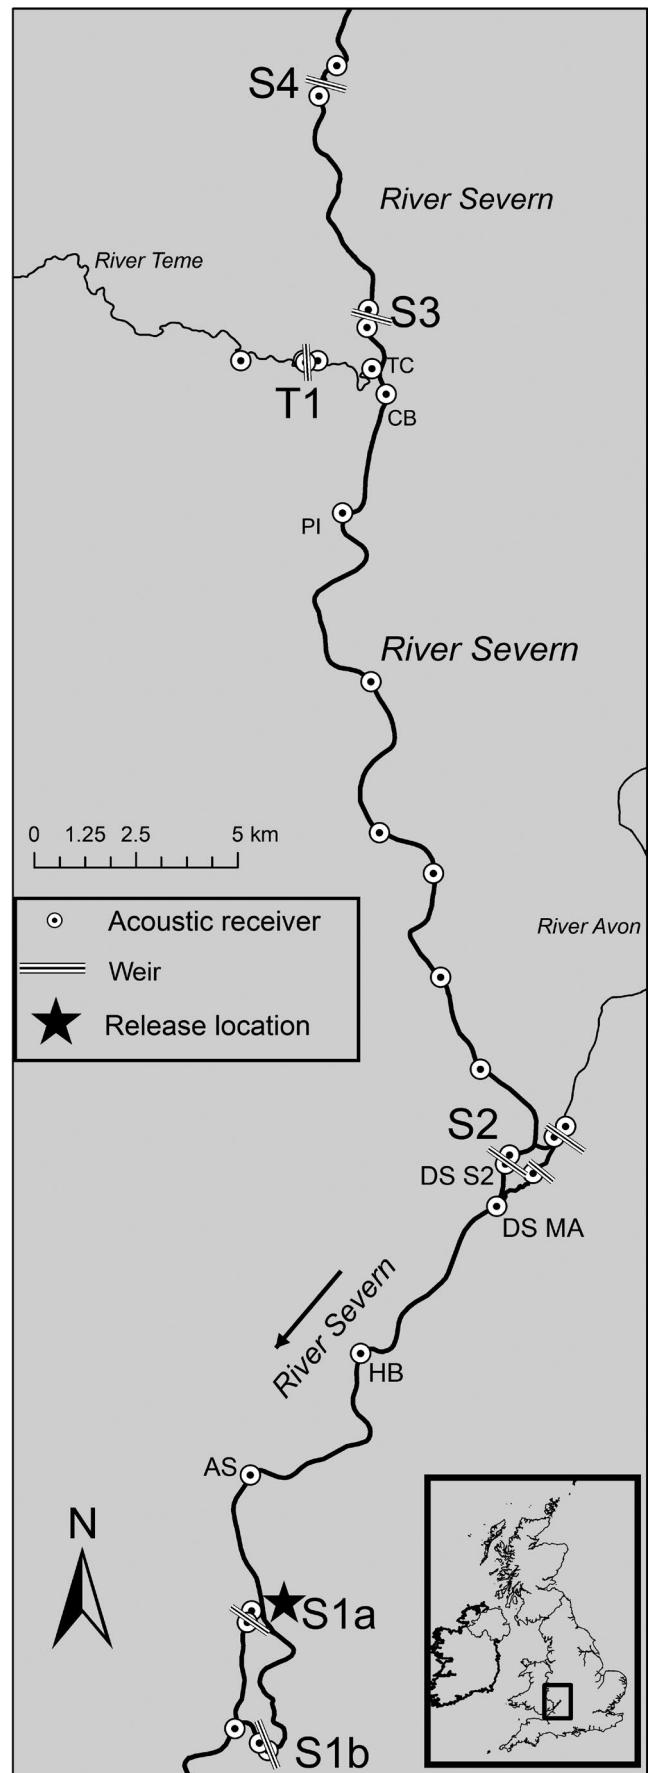 S4
River Severn
River Teme
S3
TC
T1
CB
PI
River Severn
0 1.25 2.5 5 km
Acoustic receiver
River Avon
Weir
Release location
S2
DS S2
DS MA
River Severn
HB
AS
N
S1a
S1b